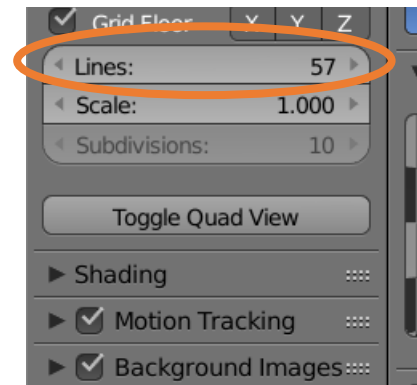 Grid Floor X Y Z
Lines: 57
Scale: 1.000
Subdivisions: 10
Toggle Quad View
Shading
Motion Tracking
Background Images